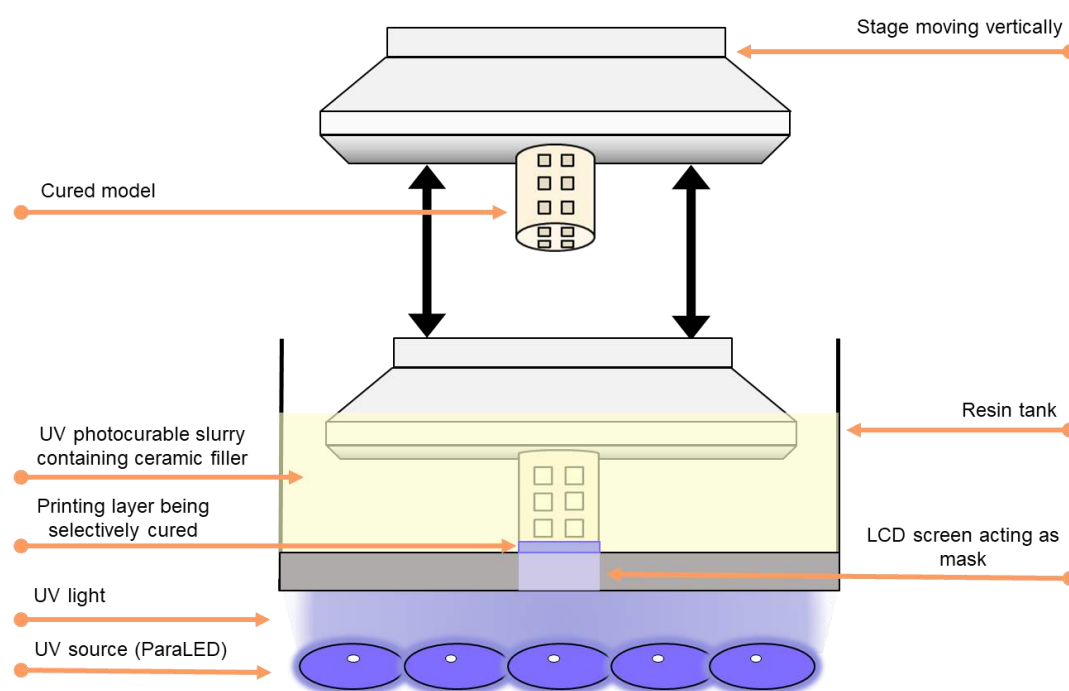 Stage moving vertically
Cured model
Resin tank
UV photocurable slurry
containing ceramic filler
Printing layer being
selectively cured
LCD screen acting as
mask
UV light
UV source (ParaLED)